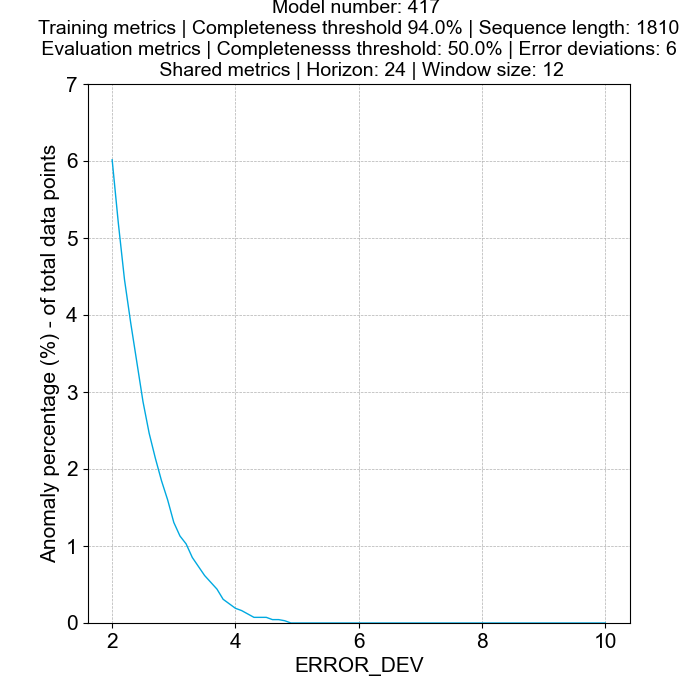 Model number: 417
Training metrics | Completeness threshold 94.0% | Sequence length: 1810
Evaluation metrics | Completenesss threshold: 50.0% | Error deviations: 6
Shared metrics | Horizon: 24 | Window size: 12
7
6
5
4
3
2
1
0
Anomaly percentage (%) - of total data points
2 4 6 8 10
ERROR_DEV